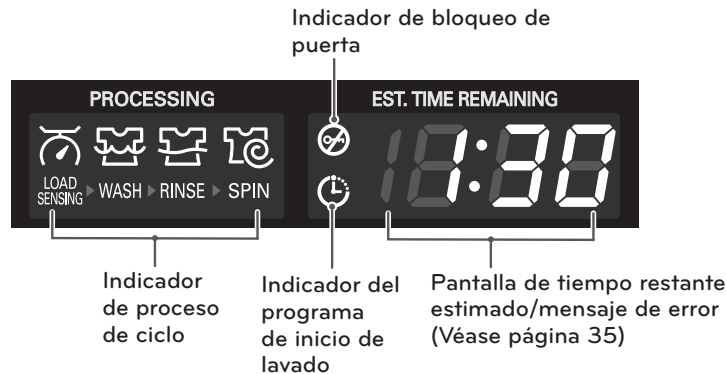 Indicador de bloqueo de
puerta
PROCESSING
EST. TIME REMAINING
LOAD
SENSING
WASH
RINSE
SPIN
1:30
Indicador
de proceso
de ciclo
Indicador del
programa
de inicio de
lavado
Pantalla de tiempo restante
estimado/mensaje de error
(Véase página 35)